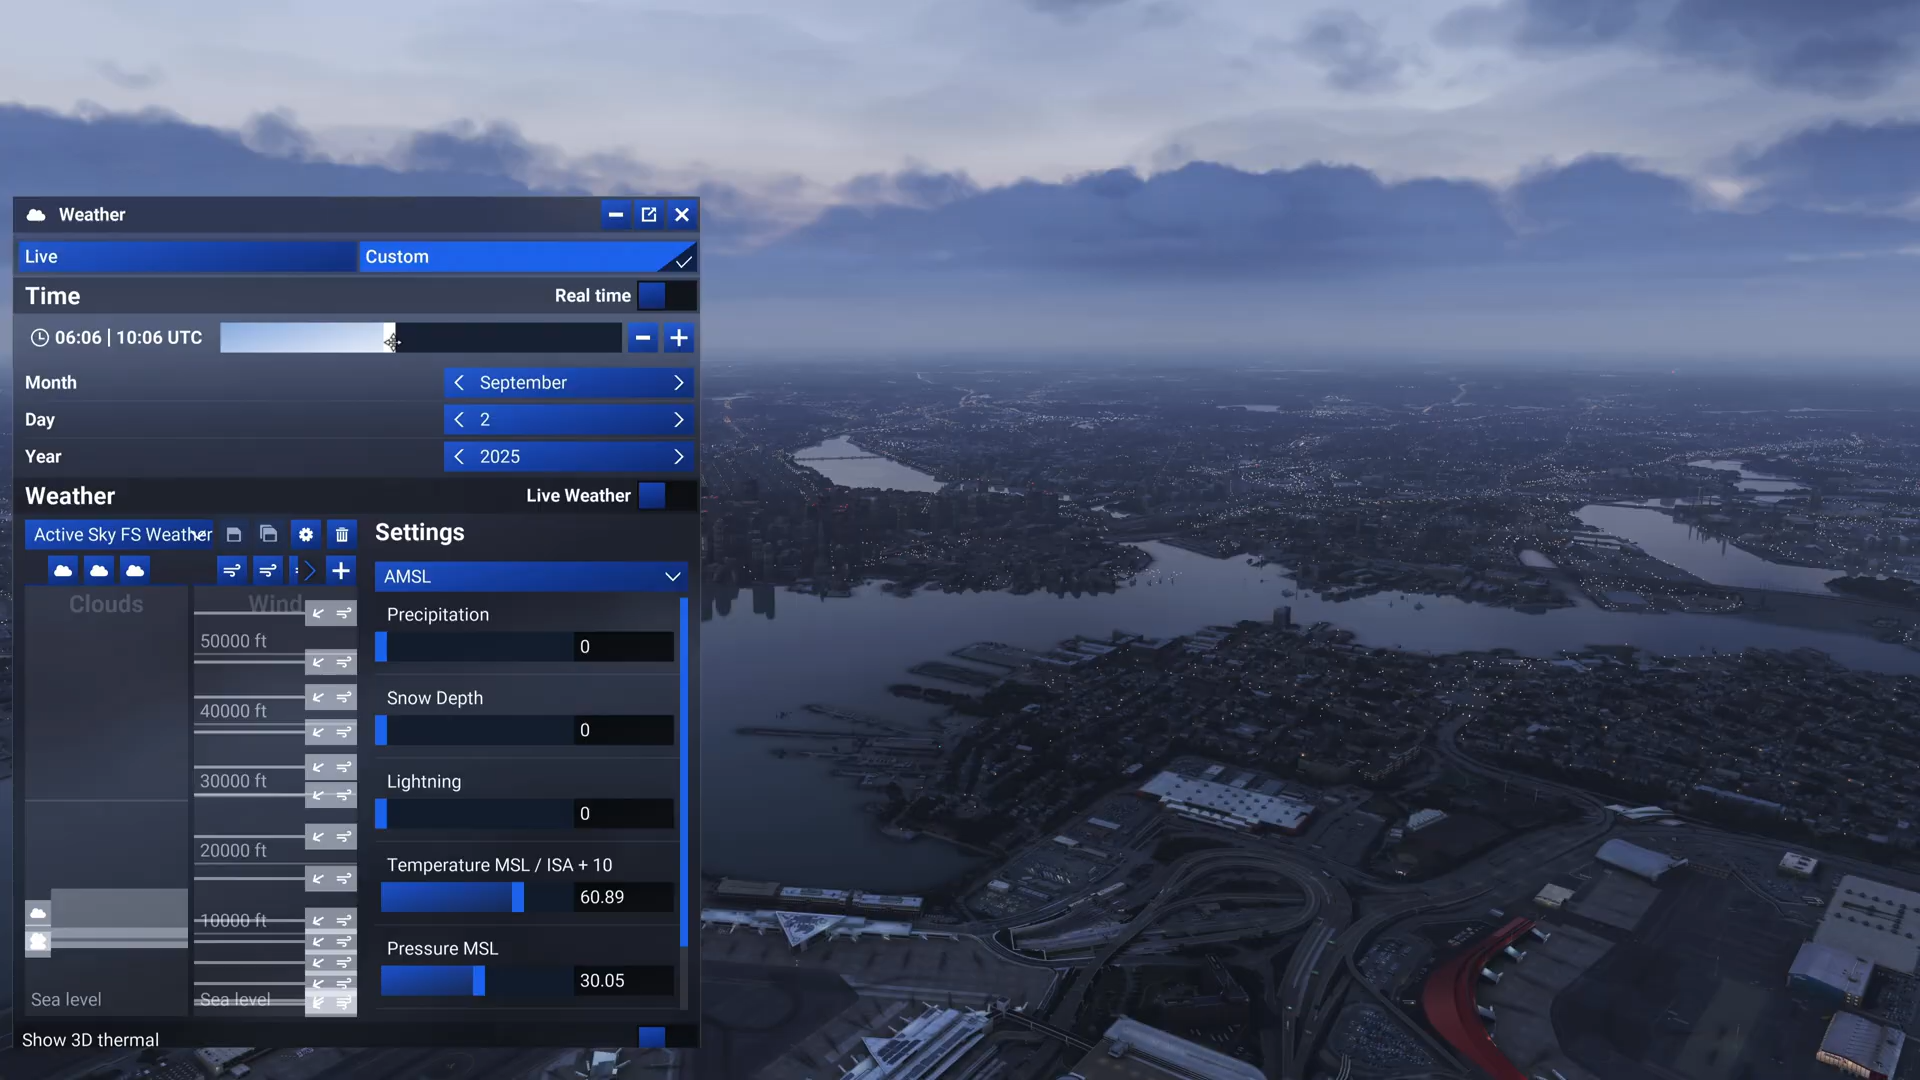 Weather
Live
Custom
Time
Real time
06:06 | 10:06 UTC
Month
September
Day
2
Year
2025
Weather
Live Weather
Active Sky FS Weather
Settings
AMSL
Clouds
Wind
Precipitation
0
50000 ft
Snow Depth
0
40000 ft
Lightning
0
30000 ft
20000 ft
Temperature MSL / ISA + 10
60.89
10000 ft
Pressure MSL
30.05
Sea level
Sea level
Show 3D thermal